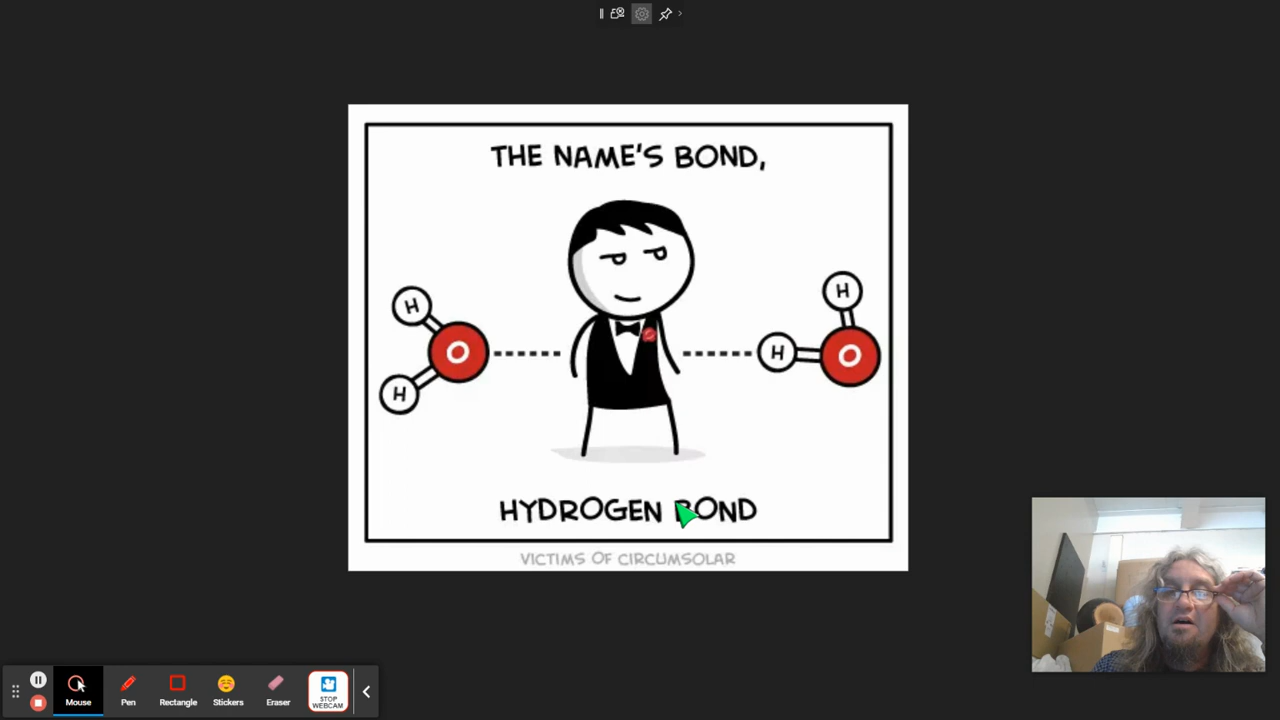 THE NAME'S BOND,
H
H
O
H
H
O
HYDROGEN BOND
VICTIMS OF CIRCUMSOLAR
Mouse
Pen
Rectangle
Stickers
Eraser
STOP
WEBCAM